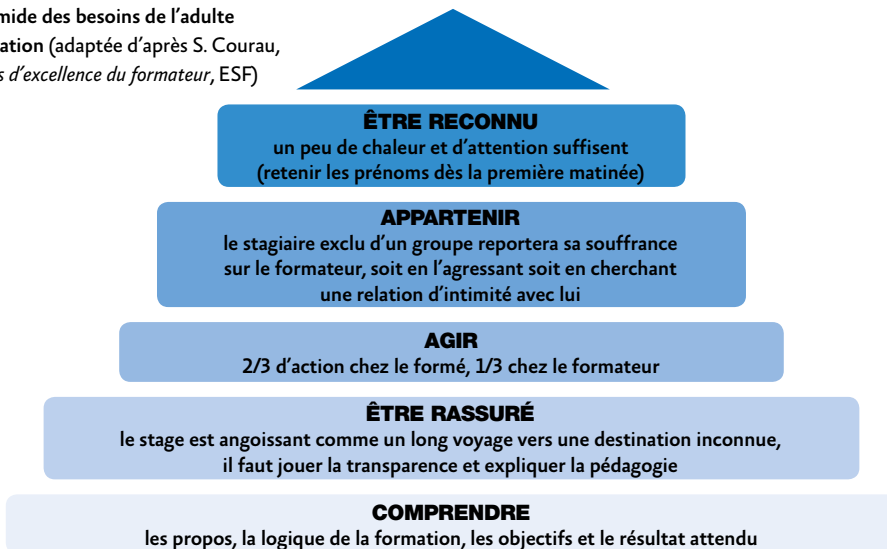 mide des besoins de l'adulte
ation (adaptée d'après S. Courau,
s d'excellence du formateur, ESF)
ÊTRE RECONNU
un peu de chaleur et d'attention suffisent
(retenir les prénoms dès la première matinée)
APPARTENIR
le stagiaire exclu d'un groupe reportera sa souffrance
sur le formateur, soit en l'agressant soit en cherchant
une relation d'intimité avec lui
AGIR
2/3 d'action chez le formé, 1/3 chez le formateur
ÊTRE RASSURÉ
le stage est angoissant comme un long voyage vers une destination inconnue,
il faut jouer la transparence et expliquer la pédagogie
COMPRENDRE
les propos, la logique de la formation, les objectifs et le résultat attendu